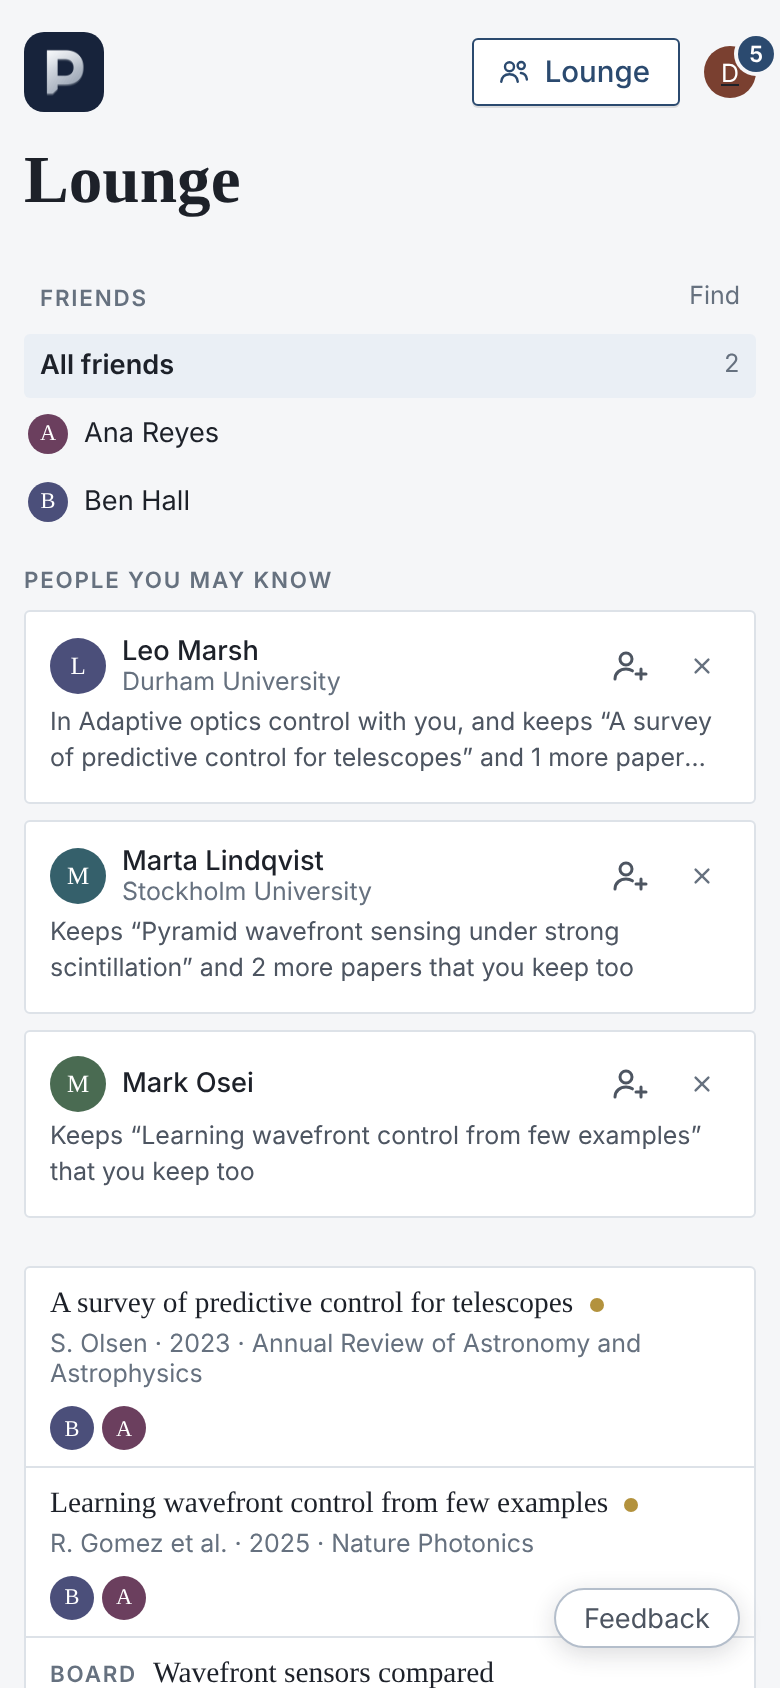 P
Lounge
D
5
Lounge
FRIENDS
Find
All friends
2
A
Ana Reyes
B
Ben Hall
PEOPLE YOU MAY KNOW
L
Leo Marsh
Durham University
In Adaptive optics control with you, and keeps “A survey
of predictive control for telescopes” and 1 more paper…
M
Marta Lindqvist
Stockholm University
Keeps “Pyramid wavefront sensing under strong
scintillation” and 2 more papers that you keep too
M
Mark Osei
Keeps “Learning wavefront control from few examples”
that you keep too
A survey of predictive control for telescopes
S. Olsen · 2023 · Annual Review of Astronomy and
Astrophysics
B A
Learning wavefront control from few examples
R. Gomez et al. · 2025 · Nature Photonics
B A
Feedback
BOARD Wavefront sensors compared